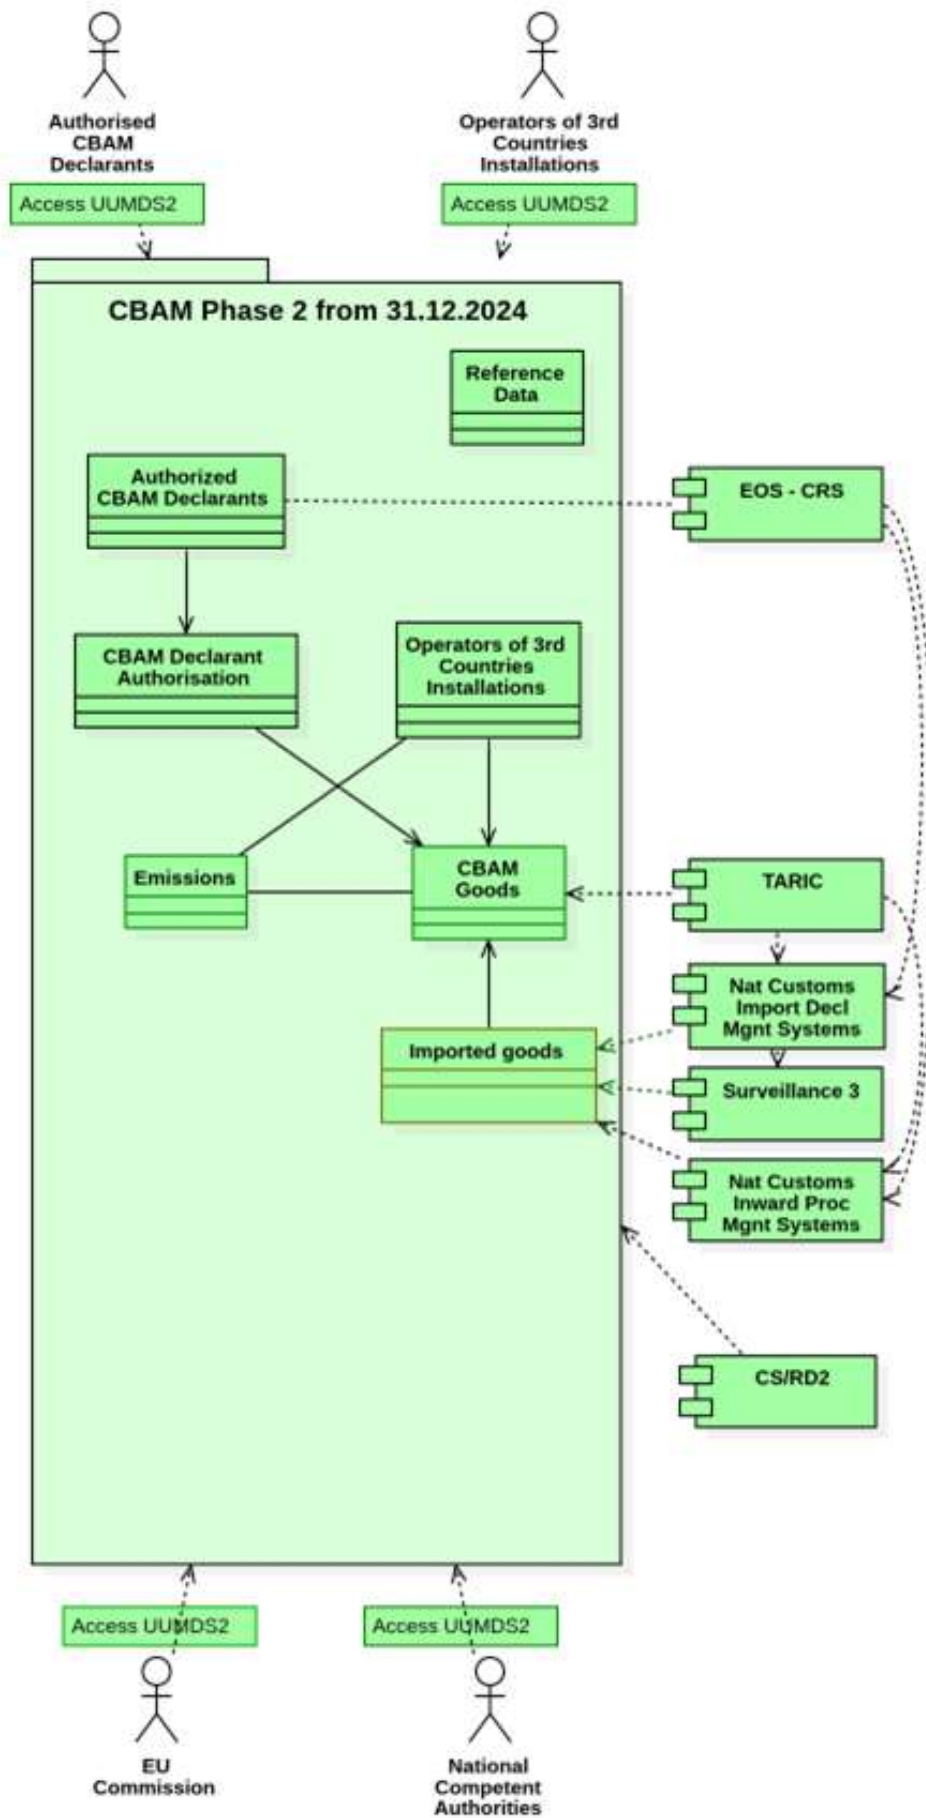 Authorised
CBAM
Declarants
Operators of 3rd
Countries
Installations
Access UUMDS2
Access UUMDS2
CBAM Phase 2 from 31.12.2024
Reference
Data
Authorized
CBAM Declarants
EOS - CRS
CBAM Declarant
Authorisation
Operators of 3rd
Countries
Installations
Emissions
CBAM
Goods
TARIC
Nat Customs
Import Decl
Mgnt Systems
Imported goods
Surveillance 3
Nat Customs
Inward Proc
Mgnt Systems
CS/RD2
Access UUMDS2
Access UUMDS2
EU
Commission
National
Competent
Authorities